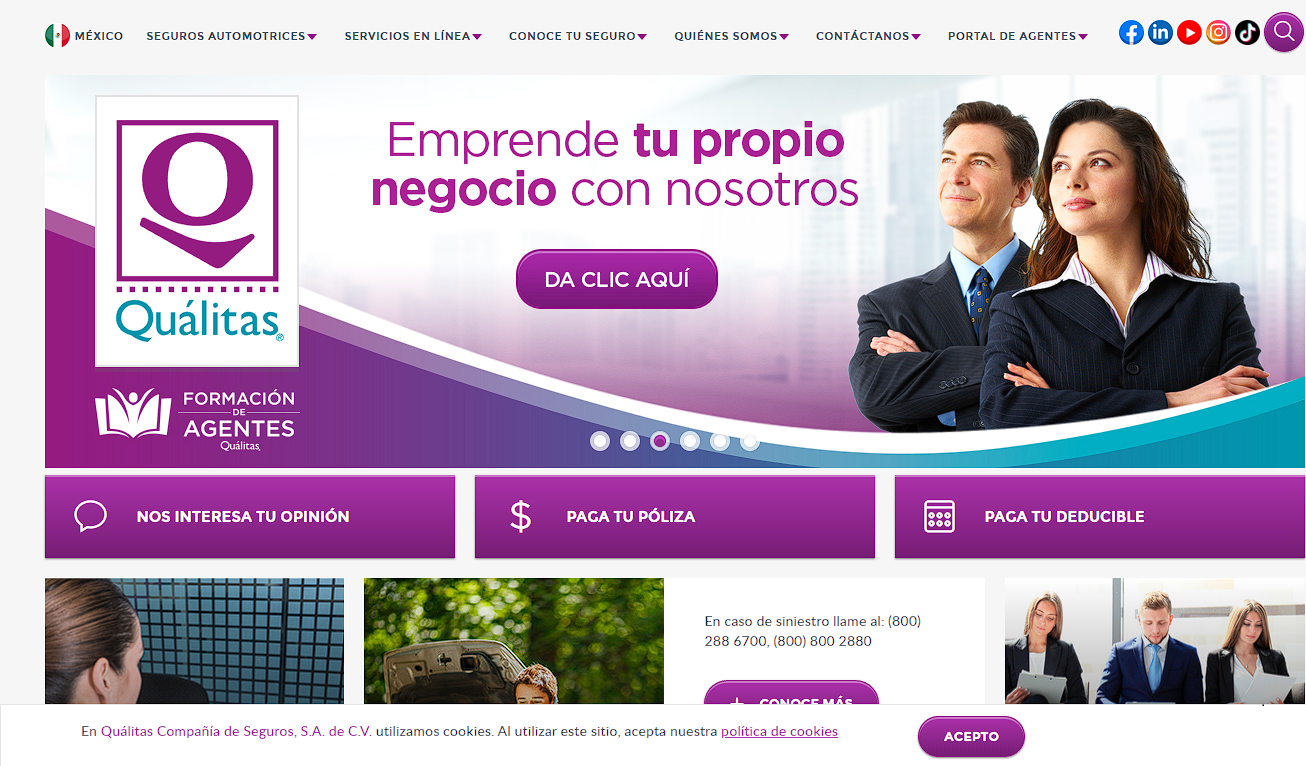 MÉXICO
SEGUROS AUTOMOTRICES
SERVICIOS EN LÍNEA
CONOCE TU SEGURO
QUIÉNES SOMOS
CONTÁCTANOS
PORTAL DE AGENTES
Emprende tu propio
negocio con nosotros
DA CLIC AQUÍ
Quálitas®
FORMACIÓN
DE
AGENTES
Quálitas
NOS INTERESA TU OPINIÓN
PAGA TU PÓLIZA
PAGA TU DEDUCIBLE
En caso de siniestro llame al: (800)
288 6700, (800) 800 2880
+ CONOCE MÁS
En Quálitas Compañía de Seguros, S.A. de C.V. utilizamos cookies. Al utilizar este sitio, acepta nuestra política de cookies
ACEPTO